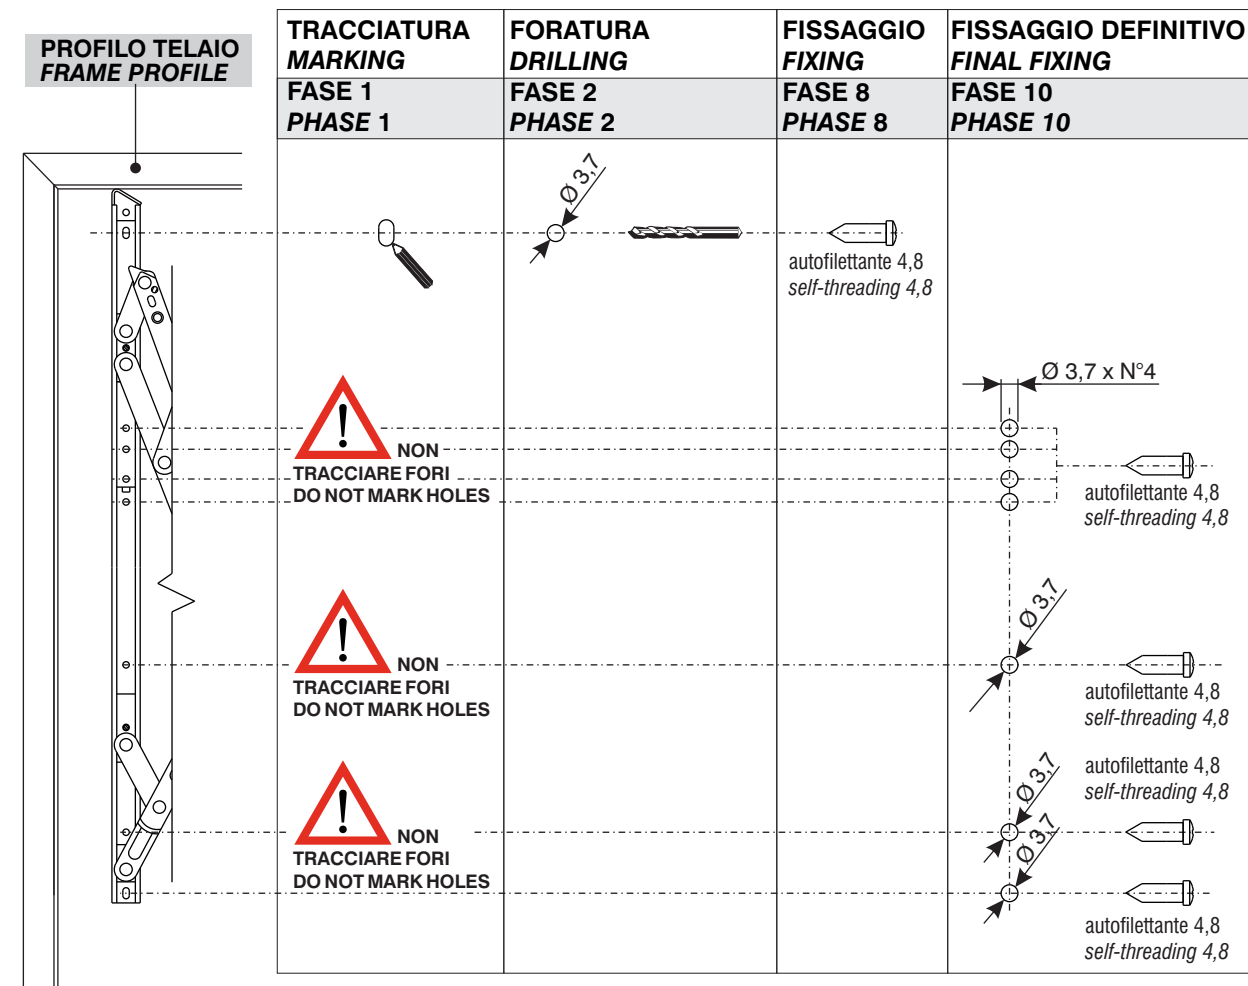 PROFILO TELAIO
FRAME PROFILE
TRACCIATURA
MARKING
FORATURA
DRILLING
FISSAGGIO
FIXING
FISSAGGIO DEFINITIVO
FINAL FIXING
FASE 1
PHASE 1
FASE 2
PHASE 2
FASE 8
PHASE 8
FASE 10
PHASE 10
Ø 3,7
autofilettante 4,8
self-threading 4,8
Ø 3,7 x N°4
NON
TRACCIARE FORI
DO NOT MARK HOLES
autofilettante 4,8
self-threading 4,8
Ø 3,7
NON
TRACCIARE FORI
DO NOT MARK HOLES
autofilettante 4,8
self-threading 4,8
Ø 3,7
autofilettante 4,8
self-threading 4,8
NON
TRACCIARE FORI
DO NOT MARK HOLES
Ø 3,7
autofilettante 4,8
self-threading 4,8